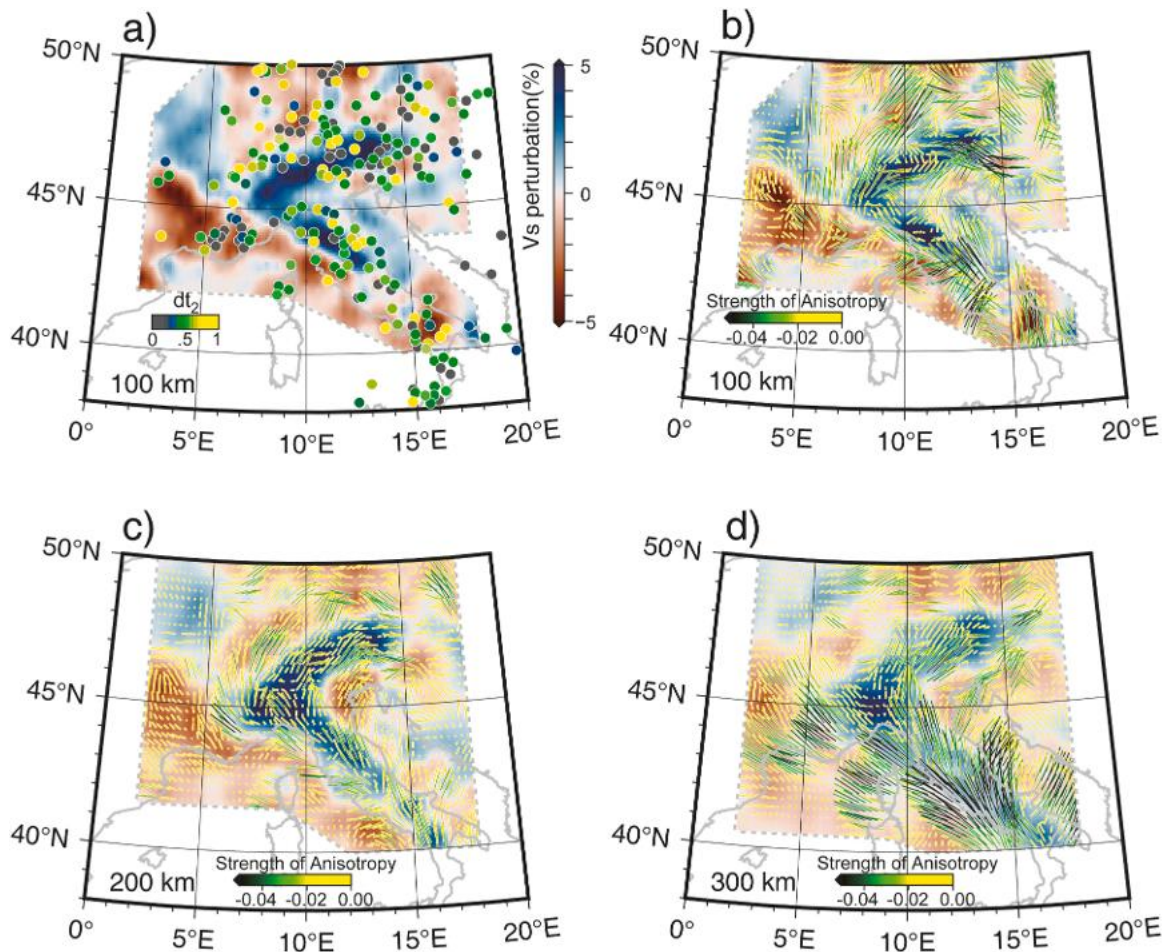 a)
50°N
45°N
40°N
dt2
0 .5 1
100 km
0° 5°E 10°E 15°E 20°E
Vs perturbation(%)
5
0
−5
b)
50°N
45°N
40°N
Strength of Anisotropy
-0.04 -0.02 0.00
100 km
0° 5°E 10°E 15°E 20°E
c)
50°N
45°N
40°N
Strength of Anisotropy
-0.04 -0.02 0.00
200 km
0° 5°E 10°E 15°E 20°E
d)
50°N
45°N
40°N
Strength of Anisotropy
-0.04 -0.02 0.00
300 km
0° 5°E 10°E 15°E 20°E